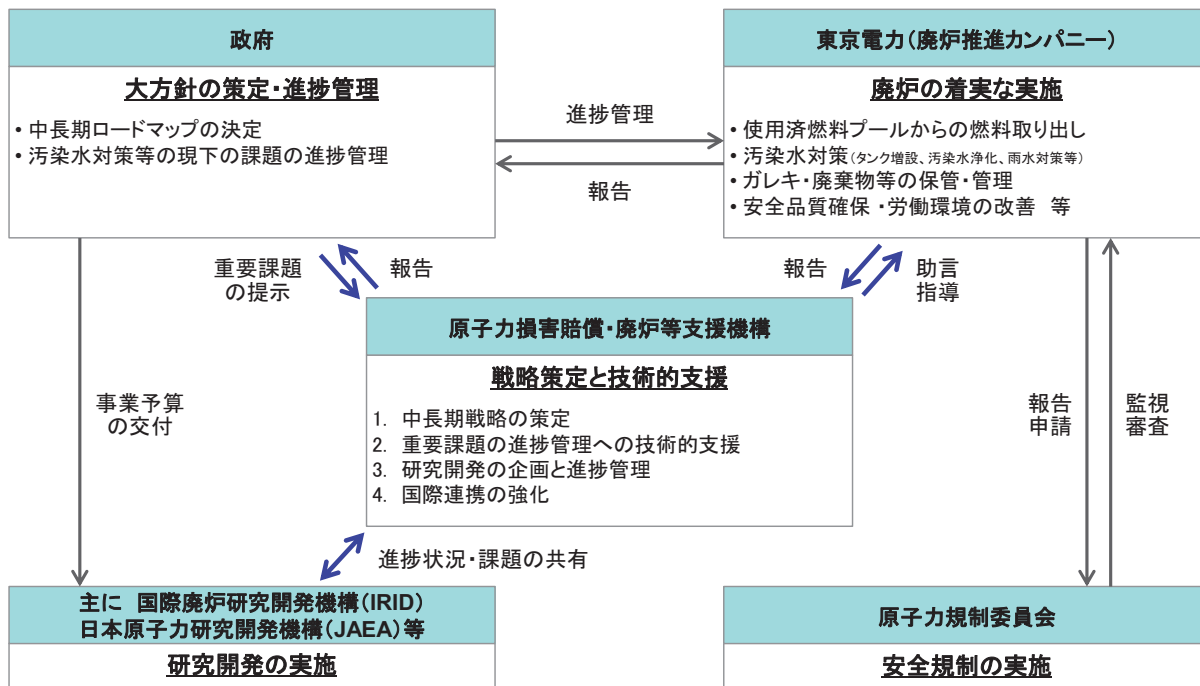 政府
大方針の策定・進捗管理
• 中長期ロードマップの決定
• 汚染水対策等の現下の課題の進捗管理
進捗管理
報告
東京電力（廃炉推進カンパニー）
廃炉の着実な実施
• 使用済燃料プールからの燃料取り出し
• 汚染水対策（タンク増設、汚染水浄化、雨水対策等）
• ガレキ・廃棄物等の保管・管理
• 安全品質確保 ・労働環境の改善　等
重要課題
の提示
報告
報告
助言
指導
原子力損害賠償・廃炉等支援機構
戦略策定と技術的支援
1. 中長期戦略の策定
2. 重要課題の進捗管理への技術的支援
3. 研究開発の企画と進捗管理
4. 国際連携の強化
事業予算
の交付
報告
申請
監視
審査
進捗状況・課題の共有
主に　国際廃炉研究開発機構（IRID）
日本原子力研究開発機構（JAEA）等
研究開発の実施
原子力規制委員会
安全規制の実施